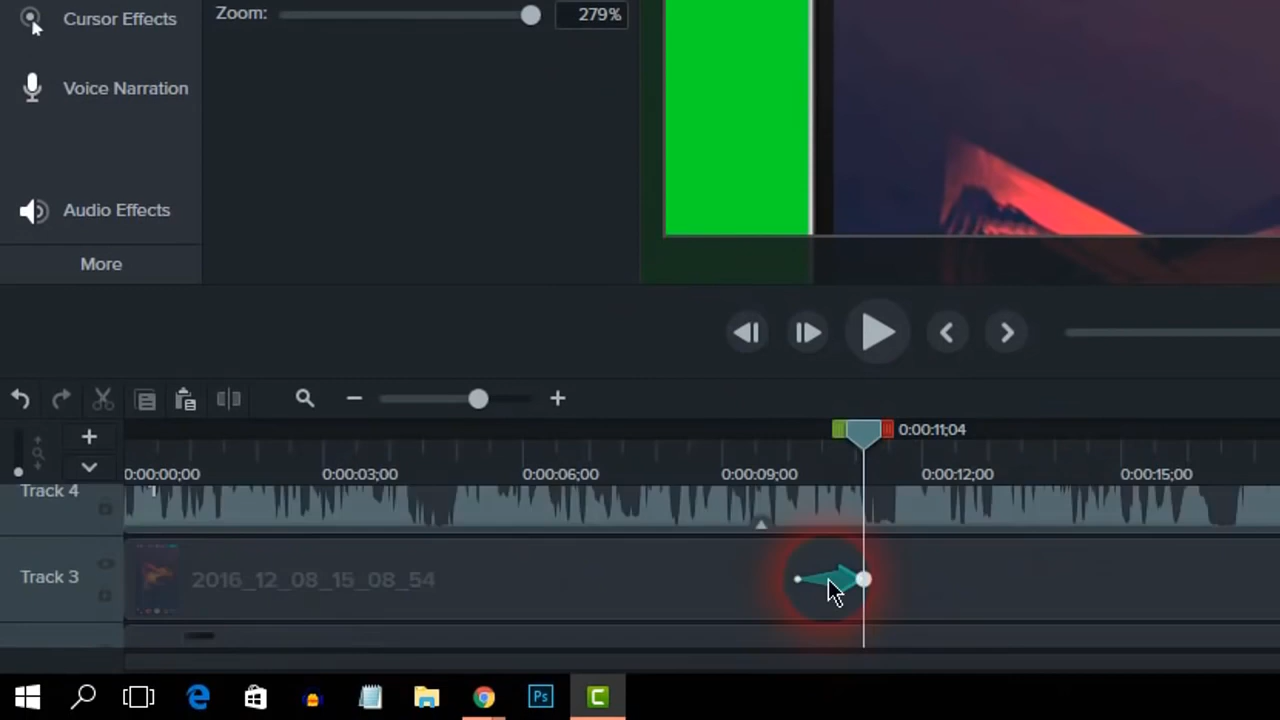 Cursor Effects
Zoom:
279%
Voice Narration
Audio Effects
More
0:00:11;04
0:00:00;00
0:00:03;00
0:00:06;00
0:00:09;00
0:00:12;00
0:00:15;00
Track 4
Track 3
2016_12_08_15_08_54
Ps
C